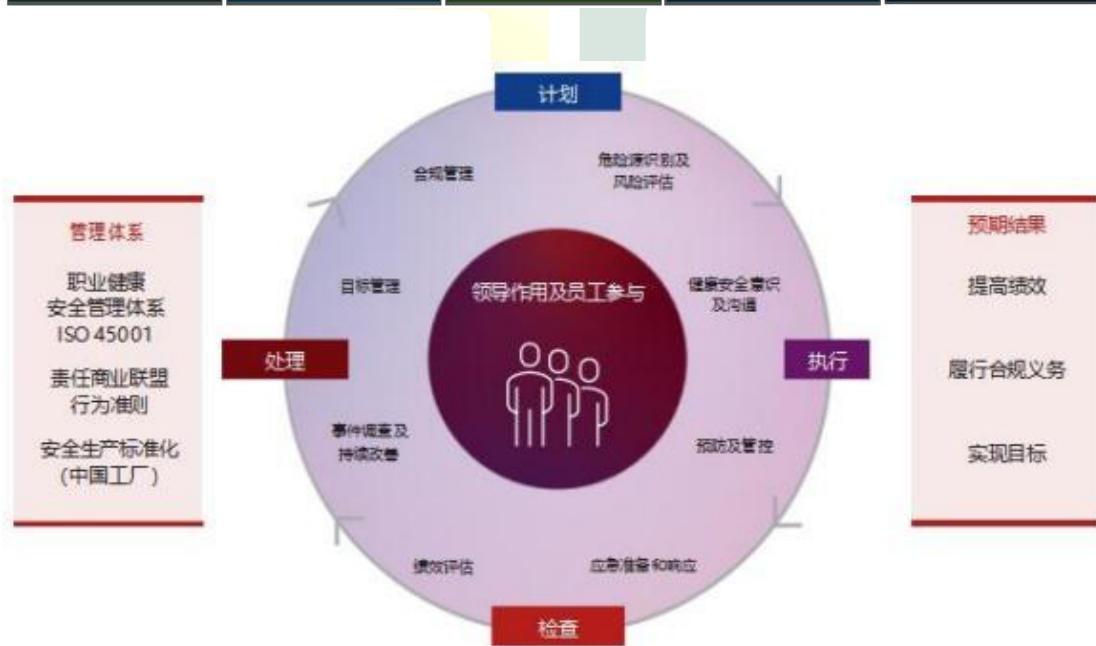 计划
合规管理
危险源识别及
风险评估
管理体系
职业健康
安全管理体系
ISO 45001
责任商业联盟
行为准则
安全生产标准化
(中国工厂)
目标管理
领导作用及员工参与
健康安全意识
及沟通
处理
执行
事件调查及
持续改善
预防及管控
绩效评估
应急准备和响应
检查
预期结果
提高绩效
履行合规义务
实现目标